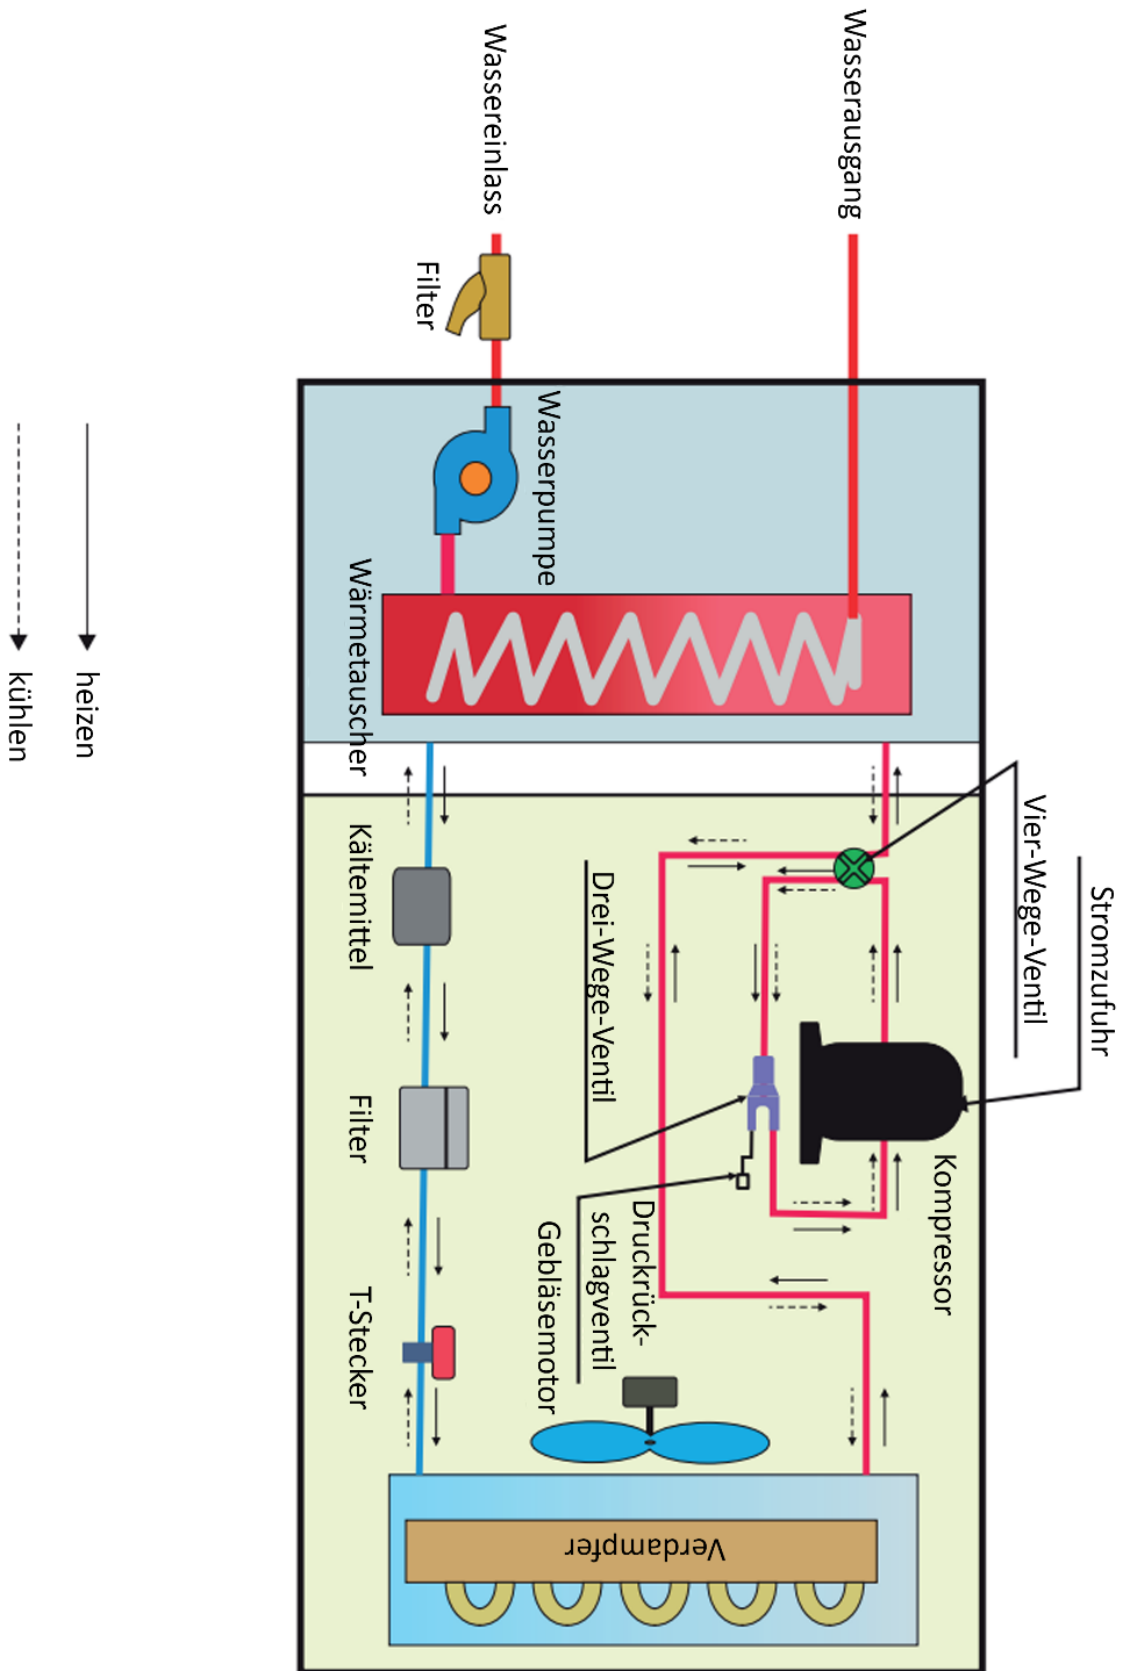 Wasserausgang
Wassereinlass
Filter
Wasserpumpe
Wärmetauscher
heizen
kühlen
Stromzufuhr
Vier-Wege-Ventil
Kompressor
Drei-Wege-Ventil
Druckrück-
schlagventil
Gebläsemotor
Kältemittel
Filter
T-Stecker
Verdampfer